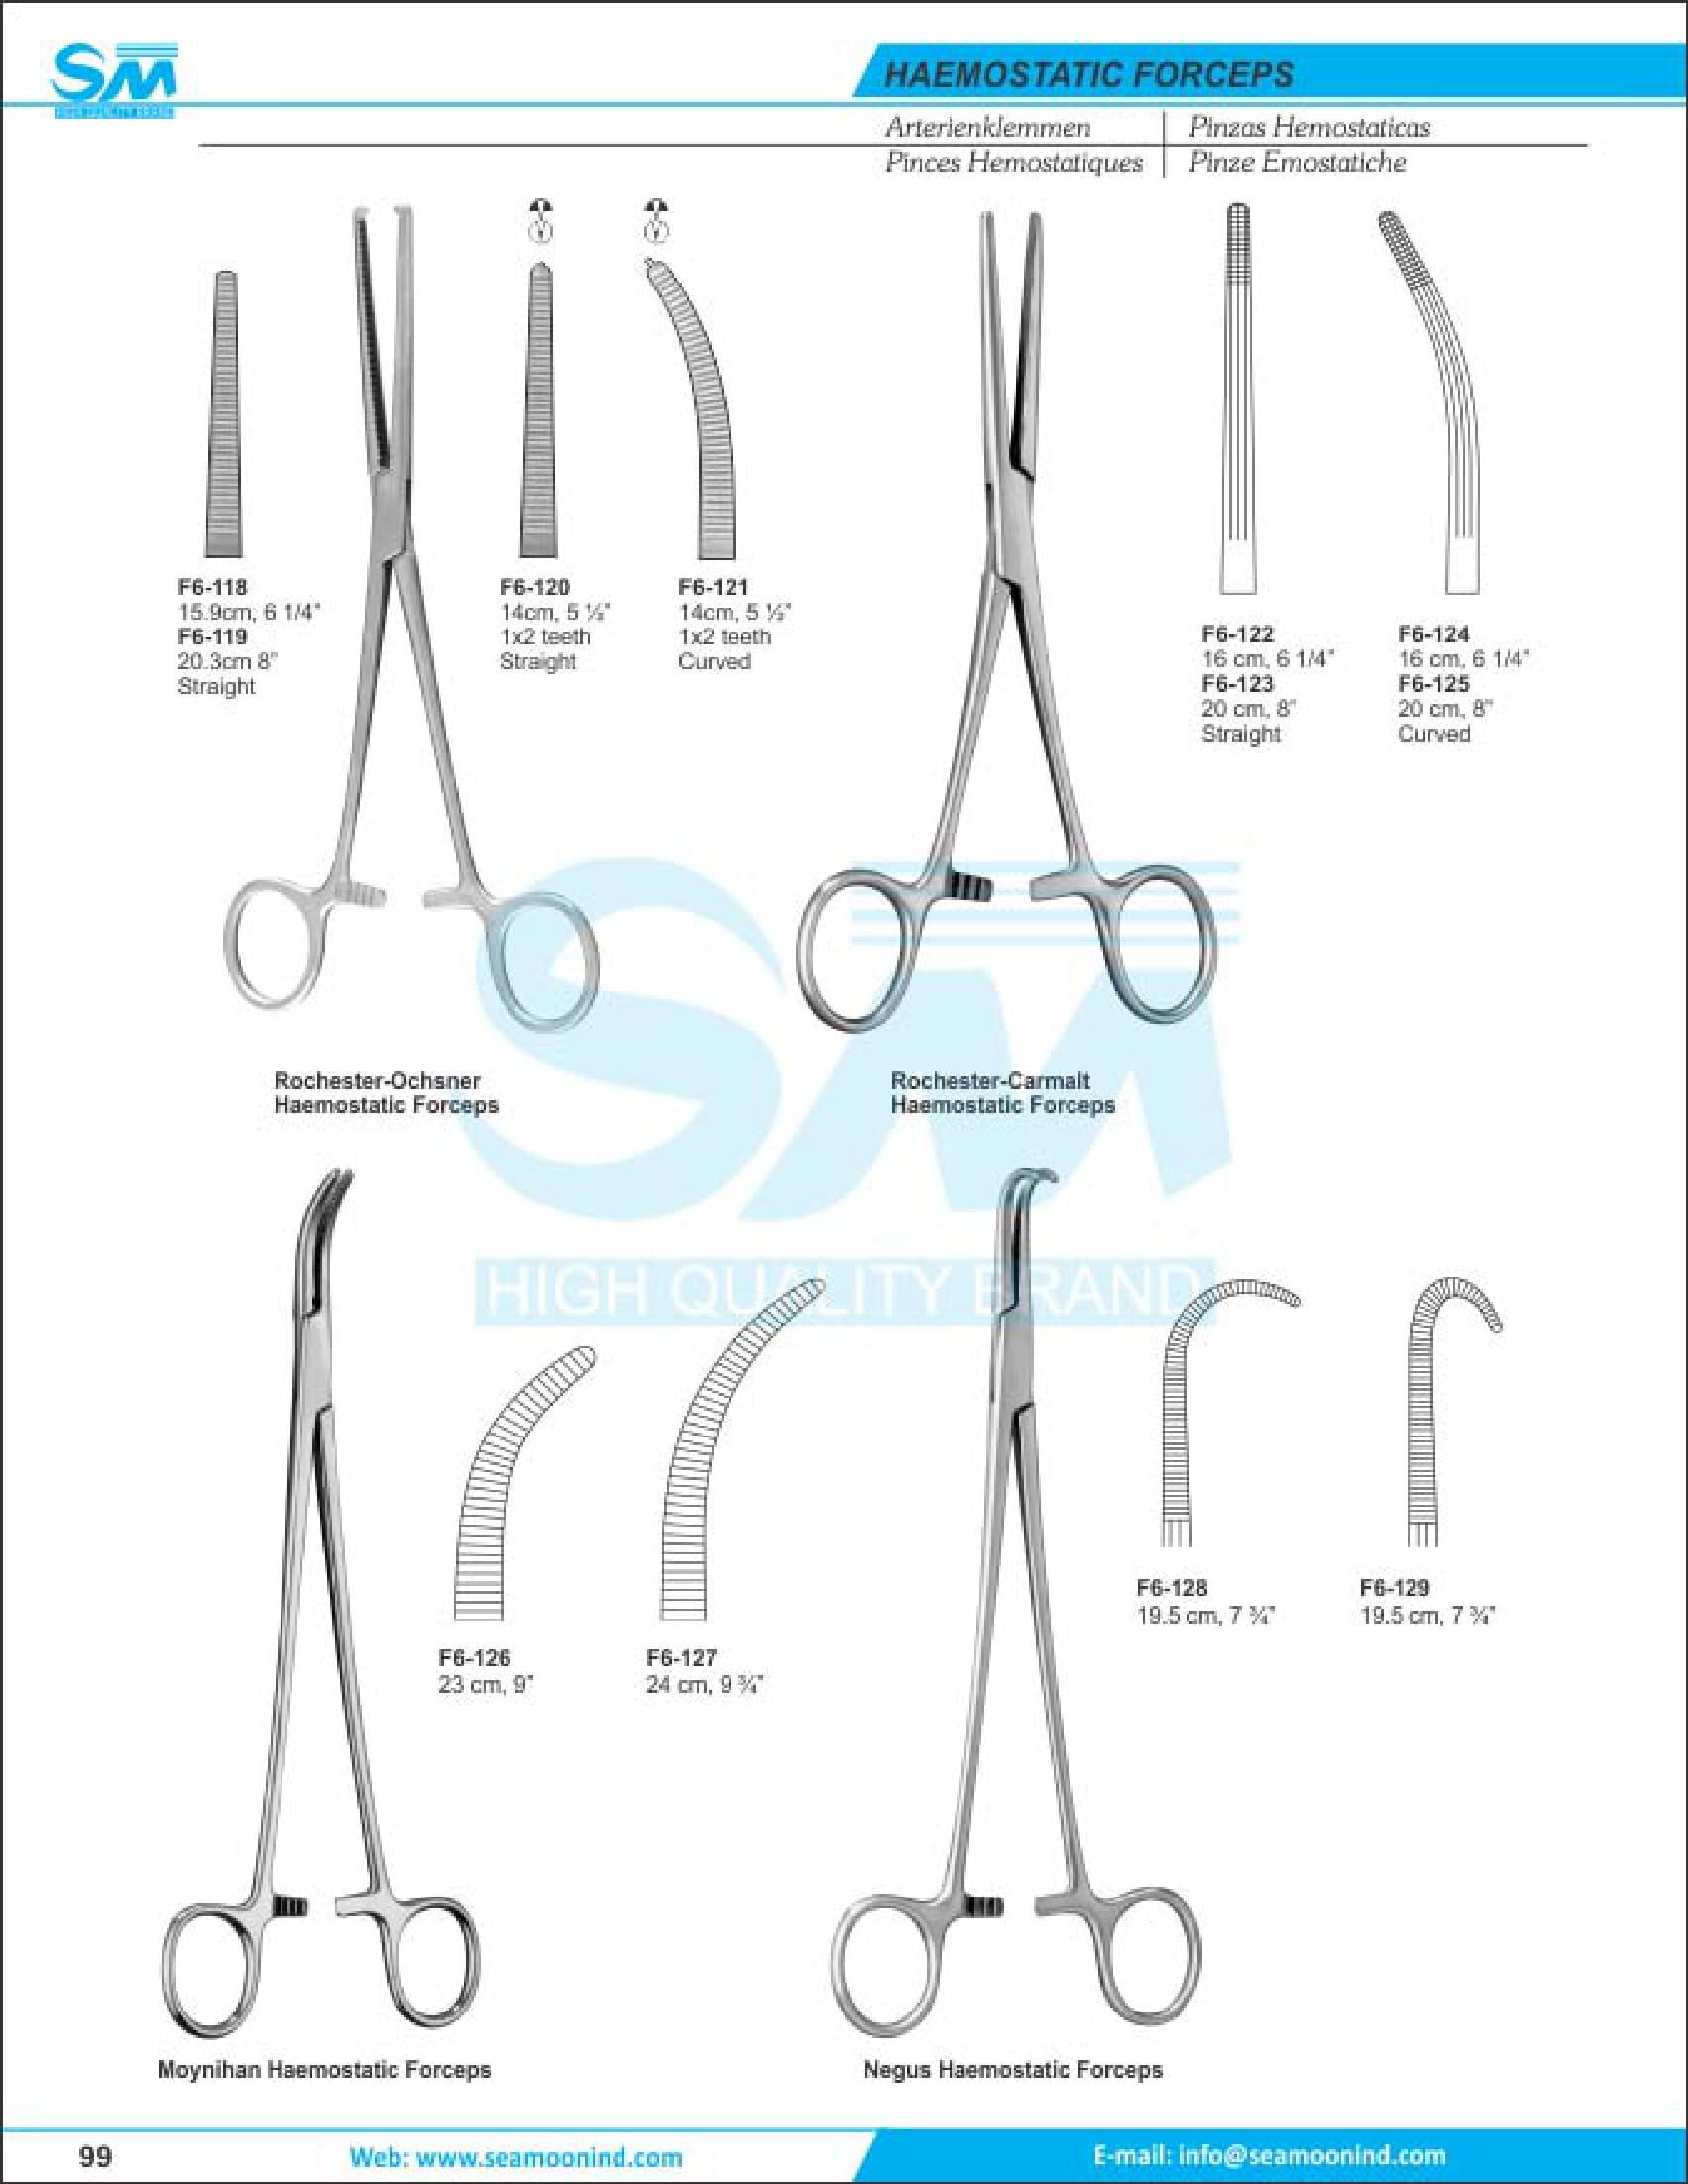 SM
HAEMOSTATIC FORCEPS
Arterienklemmen
Pinzas Hemostaticas
Pinces Hemostatiques
Pinze Emostatiche
F6-118
15.9cm, 6 1/4"
F6-119
20.3cm 8"
Straight
F6-120
14cm, 5 ½"
1x2 teeth
Straight
F6-121
14cm, 5 ½"
1x2 teeth
Curved
F6-122
16 cm, 6 1/4"
F6-123
20 cm, 8"
Straight
F6-124
16 cm, 6 1/4"
F6-125
20 cm, 8"
Curved
Rochester-Ochsner
Haemostatic Forceps
Rochester-Carmalt
Haemostatic Forceps
SM
HIGH QUALITY BRAND
F6-126
23 cm, 9"
F6-127
24 cm, 9 ¾"
F6-128
19.5 cm, 7 ¾"
F6-129
19.5 cm, 7 ¾"
Moynihan Haemostatic Forceps
Negus Haemostatic Forceps
99
Web: www.seamoonind.com
E-mail: info@seamoonind.com